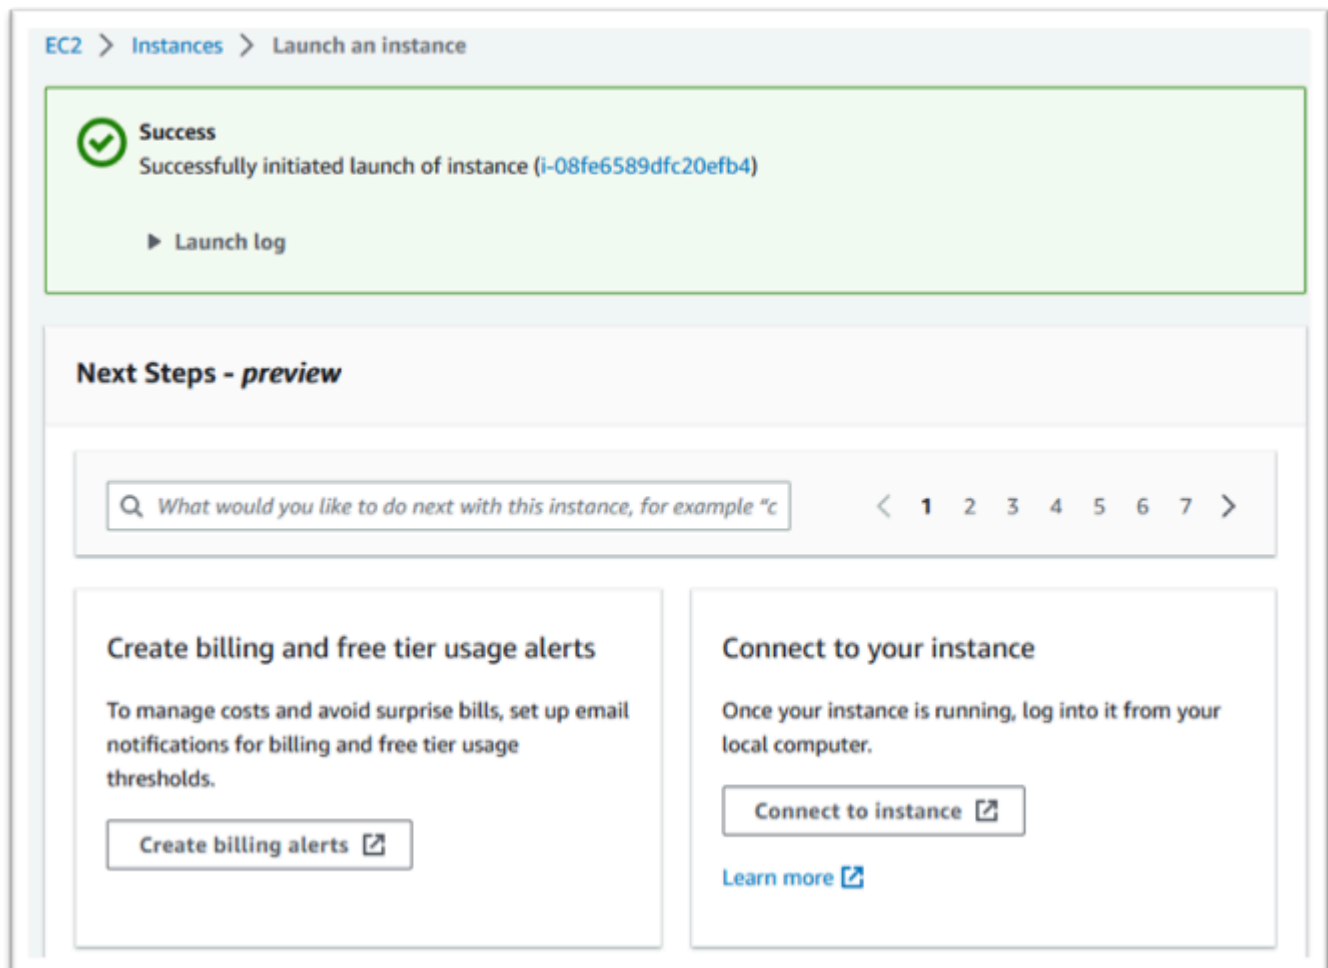 EC2 > Instances > Launch an instance
Success
Successfully initiated launch of instance (i-08fe6589dfc20efb4)
Launch log
Next Steps - preview
What would you like to do next with this instance, for example "c
1 2 3 4 5 6 7
Create billing and free tier usage alerts
To manage costs and avoid surprise bills, set up email
notifications for billing and free tier usage
thresholds.
Create billing alerts
Connect to your instance
Once your instance is running, log into it from your
local computer.
Connect to instance
Learn more